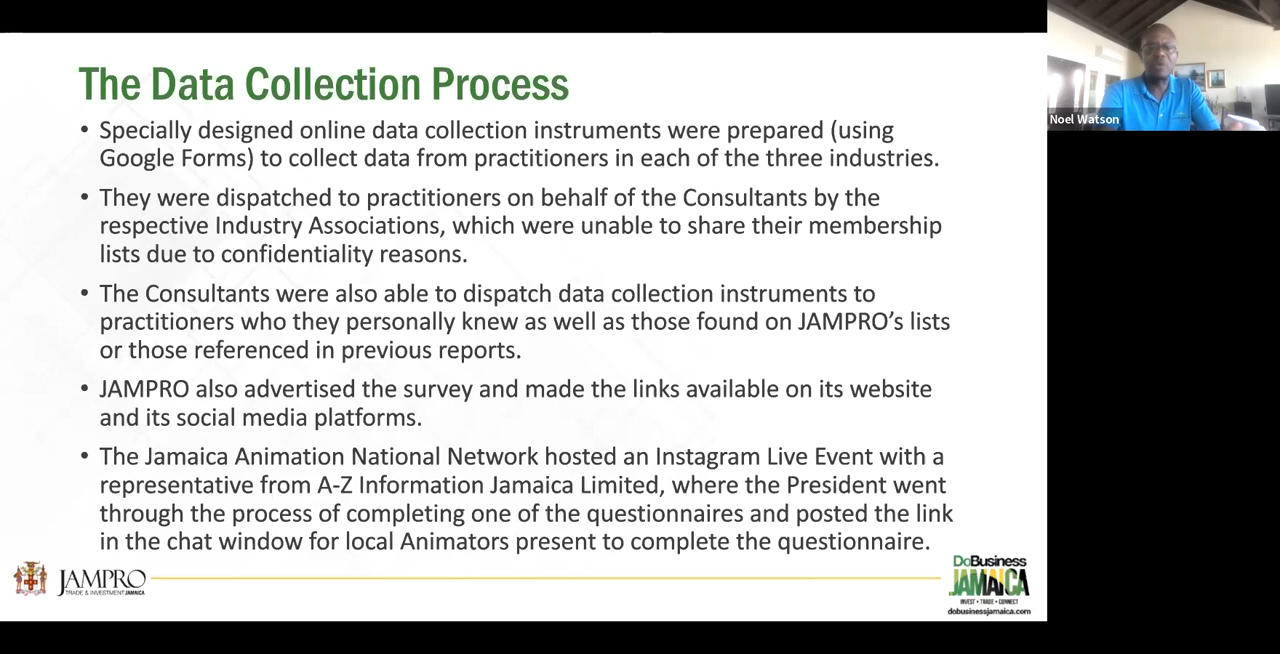 The Data Collection Process
• Specially designed online data collection instruments were prepared (using
Google Forms) to collect data from practitioners in each of the three industries.
• They were dispatched to practitioners on behalf of the Consultants by the
respective Industry Associations, which were unable to share their membership
lists due to confidentiality reasons.
• The Consultants were also able to dispatch data collection instruments to
practitioners who they personally knew as well as those found on JAMPRO’s lists
or those referenced in previous reports.
• JAMPRO also advertised the survey and made the links available on its website
and its social media platforms.
• The Jamaica Animation National Network hosted an Instagram Live Event with a
representative from A-Z Information Jamaica Limited, where the President went
through the process of completing one of the questionnaires and posted the link
in the chat window for local Animators present to complete the questionnaire.
JAMPRO
TRADE & INVESTMENT JAMAICA
DoBusiness
JAMAICA
INVEST • TRADE • CONNECT
dobusinessjamaica.com
Noel Watson